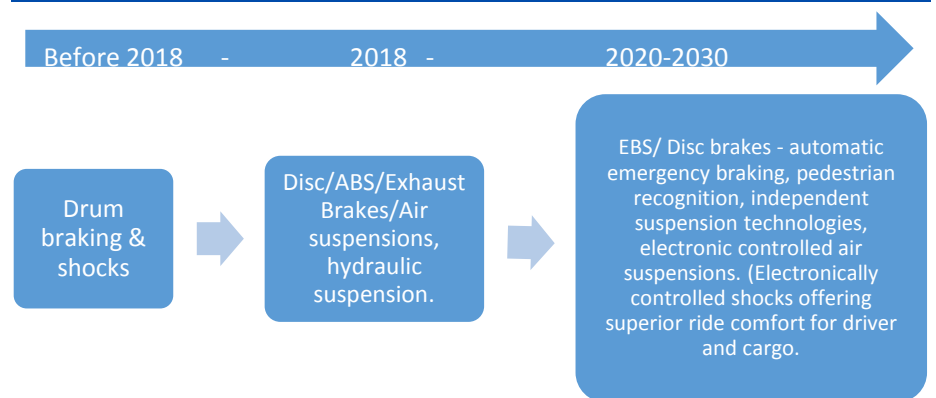 Before 2018 - 2018 - 2020-2030
Drum
braking &
shocks
Disc/ABS/Exhaust
Brakes/Air
suspensions,
hydraulic
suspension.
EBS/ Disc brakes - automatic
emergency braking, pedestrian
recognition, independent
suspension technologies,
electronic controlled air
suspensions. (Electronically
controlled shocks offering
superior ride comfort for driver
and cargo.